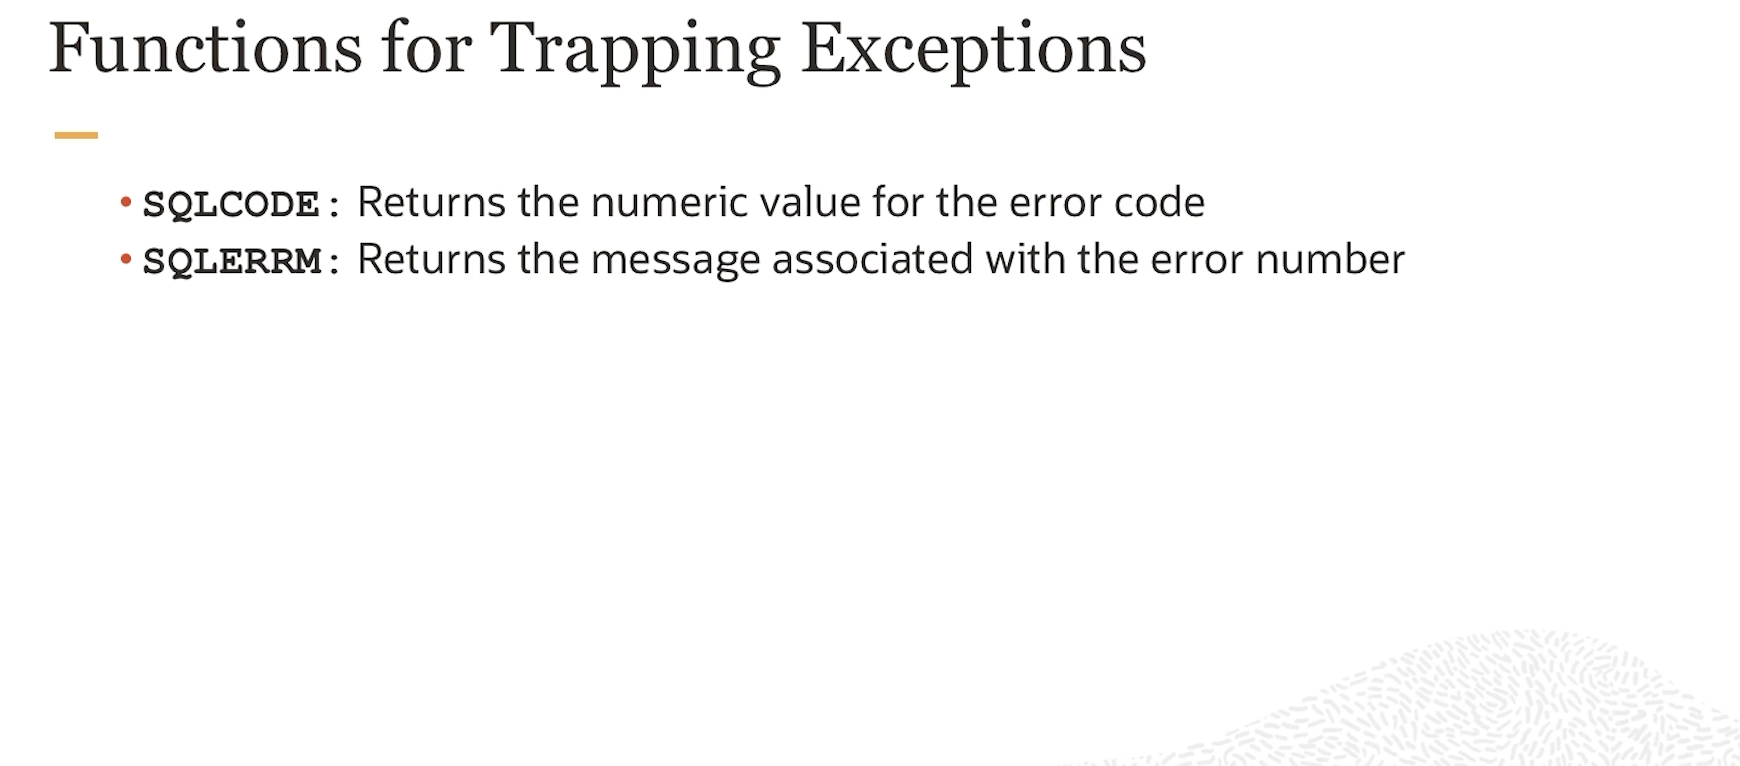 Functions for Trapping Exceptions
• SQLCODE: Returns the numeric value for the error code
• SQLERRM: Returns the message associated with the error number